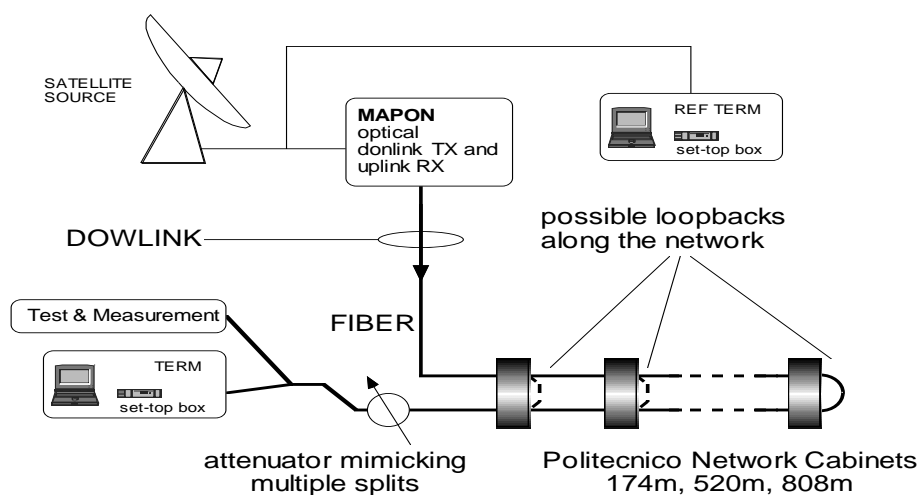 SATELLITE
SOURCE
MAPON
optical
donlink TX and
uplink RX
REF TERM
set-top box
DOWLINK
possible loopbacks
along the network
Test & Measurement
FIBER
TERM
set-top box
attenuator mimicking
multiple splits
Politecnico Network Cabinets
174m, 520m, 808m